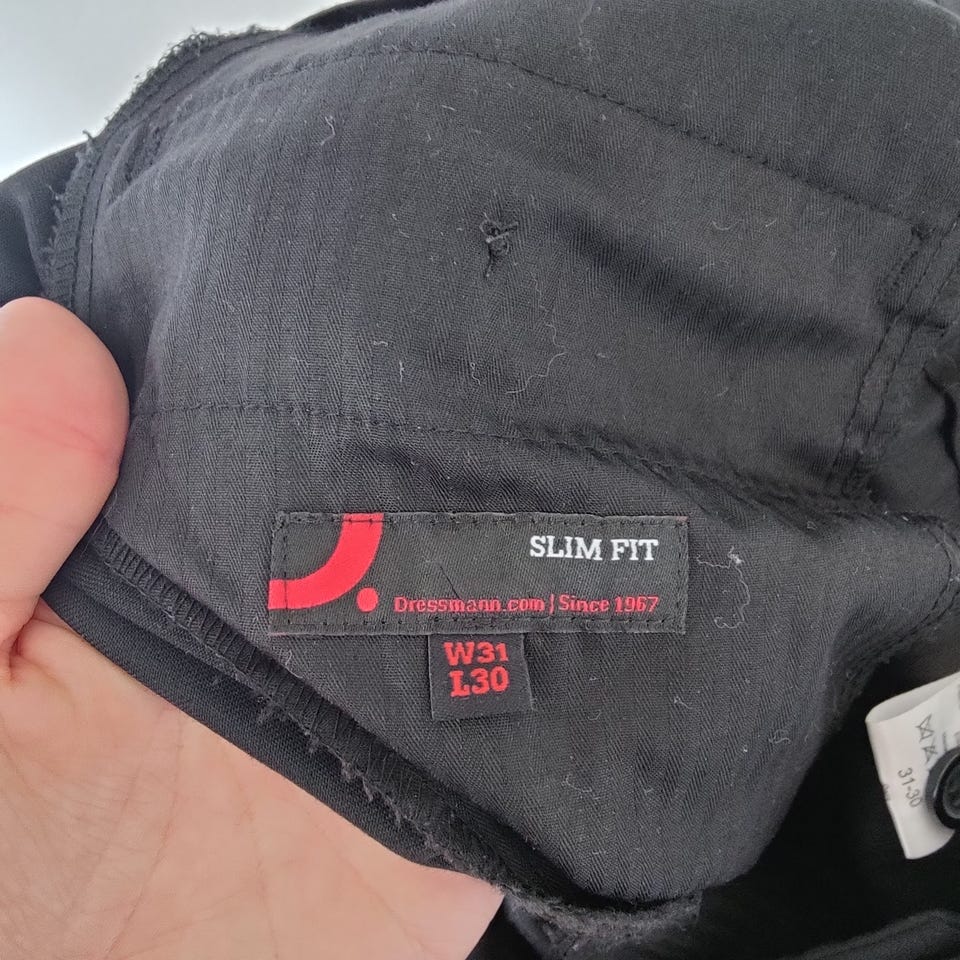 SLIM FIT
Dressmann.com | Since 1967
W31
L30
31-30